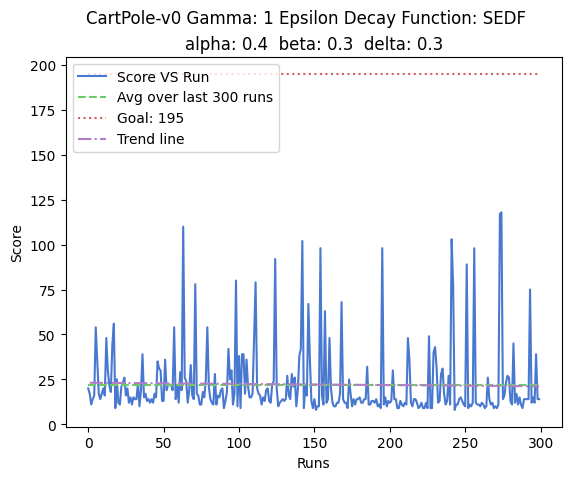 CartPole-v0 Gamma: 1 Epsilon Decay Function: SEDF
alpha: 0.4 beta: 0.3 delta: 0.3
Score VS Run
Avg over last 300 runs
Goal: 195
Trend line
200
175
150
125
100
75
50
25
0
Score
0 50 100 150 200 250 300
Runs